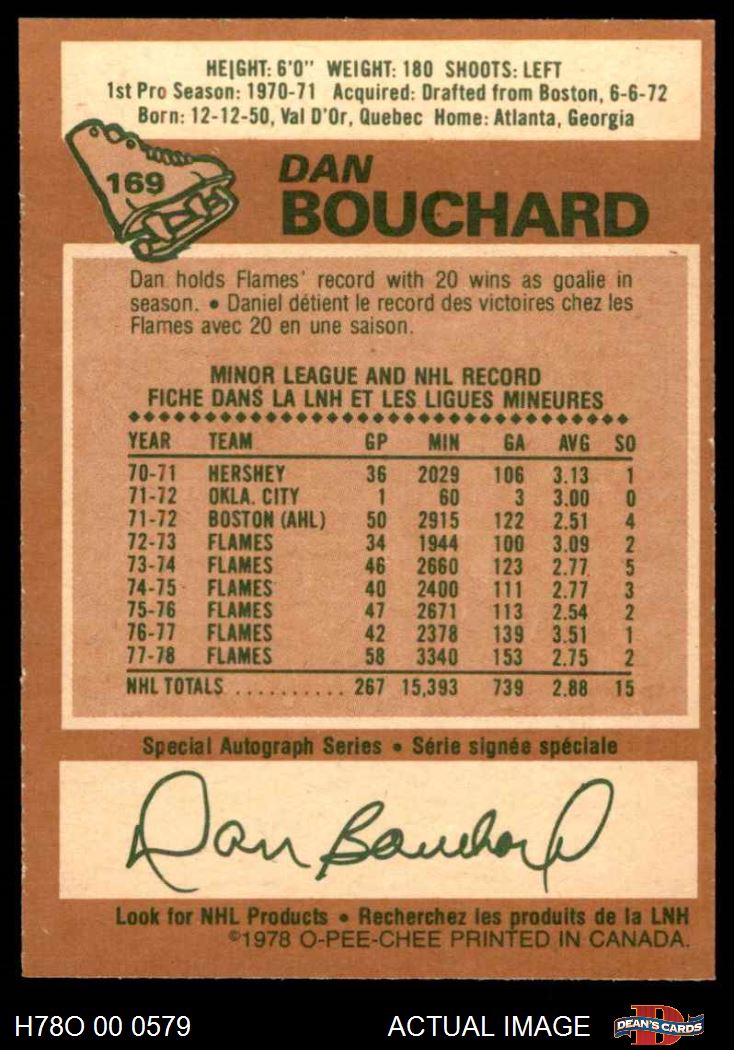 HEIGHT: 6'0" WEIGHT: 180 SHOOTS: LEFT
1st Pro Season: 1970-71 Acquired: Drafted from Boston, 6-6-72
Born: 12-12-50, Val D'Or, Quebec Home: Atlanta, Georgia
169
DAN
BOUCHARD
Dan holds Flames' record with 20 wins as goalie in
season. • Daniel détient le record des victoires chez les
Flames avec 20 en une saison.
MINOR LEAGUE AND NHL RECORD
FICHE DANS LA LNH ET LES LIGUES MINEURES
YEAR TEAM GP MIN GA AVG SO
70-71 HERSHEY 36 2029 106 3.13 1
71-72 OKLA. CITY 1 60 3 3.00 0
71-72 BOSTON (AHL) 50 2915 122 2.51 4
72-73 FLAMES 34 1944 100 3.09 2
73-74 FLAMES 46 2660 123 2.77 5
74-75 FLAMES 40 2400 111 2.77 3
75-76 FLAMES 47 2671 113 2.54 2
76-77 FLAMES 42 2378 139 3.51 1
77-78 FLAMES 58 3340 153 2.75 2
NHL TOTALS .......... 267 15,393 739 2.88 15
Special Autograph Series • Série signée spéciale
Dan Bouchard
Look for NHL Products • Recherchez les produits de la LNH
©1978 O-PEE-CHEE PRINTED IN CANADA.
H78O 00 0579 ACTUAL IMAGE D DEAN'S CARDS